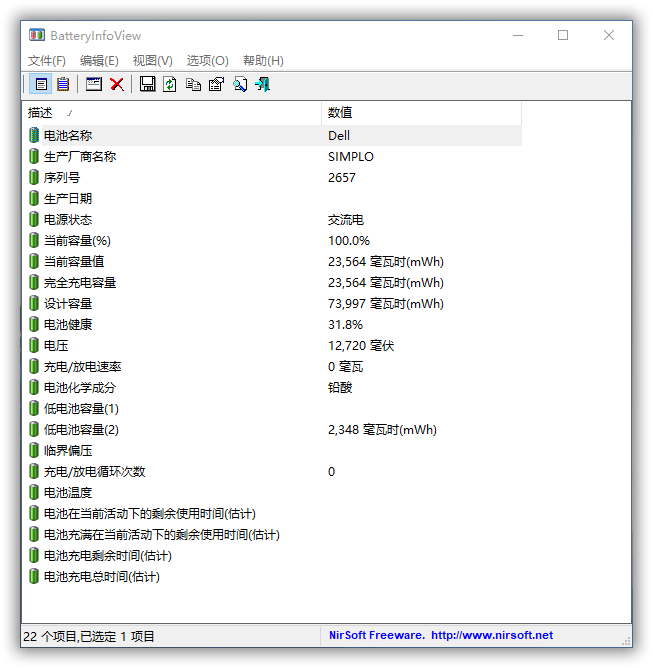 BatteryInfoView
文件(F) 编辑(E) 视图(V) 选项(O) 帮助(H)
描述 数值
电池名称 Dell
生产厂商名称 SIMPLO
序列号 2657
生产日期
电源状态 交流电
当前容量(%) 100.0%
当前容量值 23,564 毫瓦时(mWh)
完全充电容量 23,564 毫瓦时(mWh)
设计容量 73,997 毫瓦时(mWh)
电池健康 31.8%
电压 12,720 毫伏
充电/放电速率 0 毫瓦
电池化学成分 铅酸
低电池容量(1)
低电池容量(2) 2,348 毫瓦时(mWh)
临界偏压
充电/放电循环次数 0
电池温度
电池在当前活动下的剩余使用时间(估计)
电池充满在当前活动下的剩余使用时间(估计)
电池充电剩余时间(估计)
电池充电总时间(估计)
22 个项目,已选定 1 项目 NirSoft Freeware. http://www.nirsoft.net